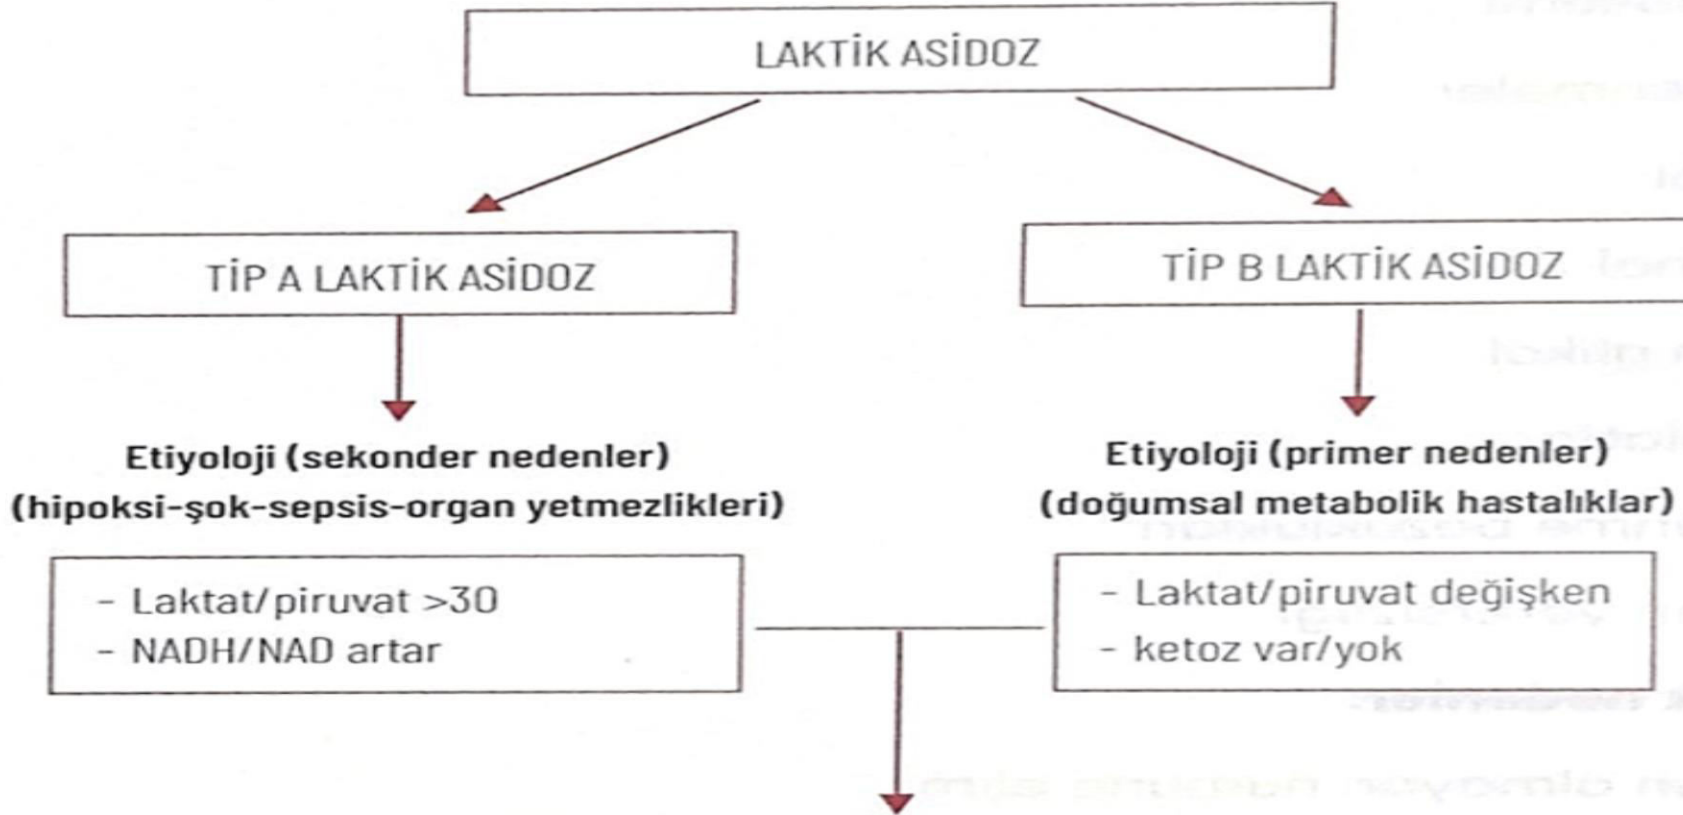 LAKTİK ASİDOZ
TİP A LAKTİK ASİDOZ
TİP B LAKTİK ASİDOZ
Etiyoloji (sekonder nedenler)
(hipoksi-şok-sepsis-organ yetmezlikleri)
Etiyoloji (primer nedenler)
(doğumsal metabolik hastalıklar)
- Laktat/piruvat >30
- NADH/NAD artar
- Laktat/piruvat değişken
- ketoz var/yok